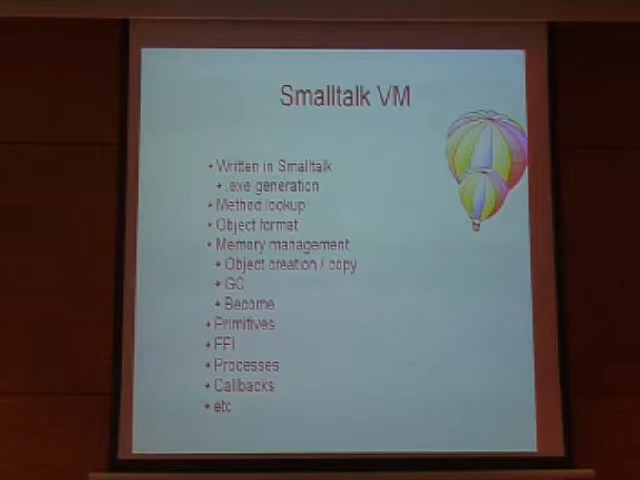 Smalltalk VM
• Written in Smalltalk
• .exe generation
• Method lookup
• Object format
• Memory management
• Object creation / copy
• GC
• Become
• Primitives
• FFI
• Processes
• Callbacks
• etc